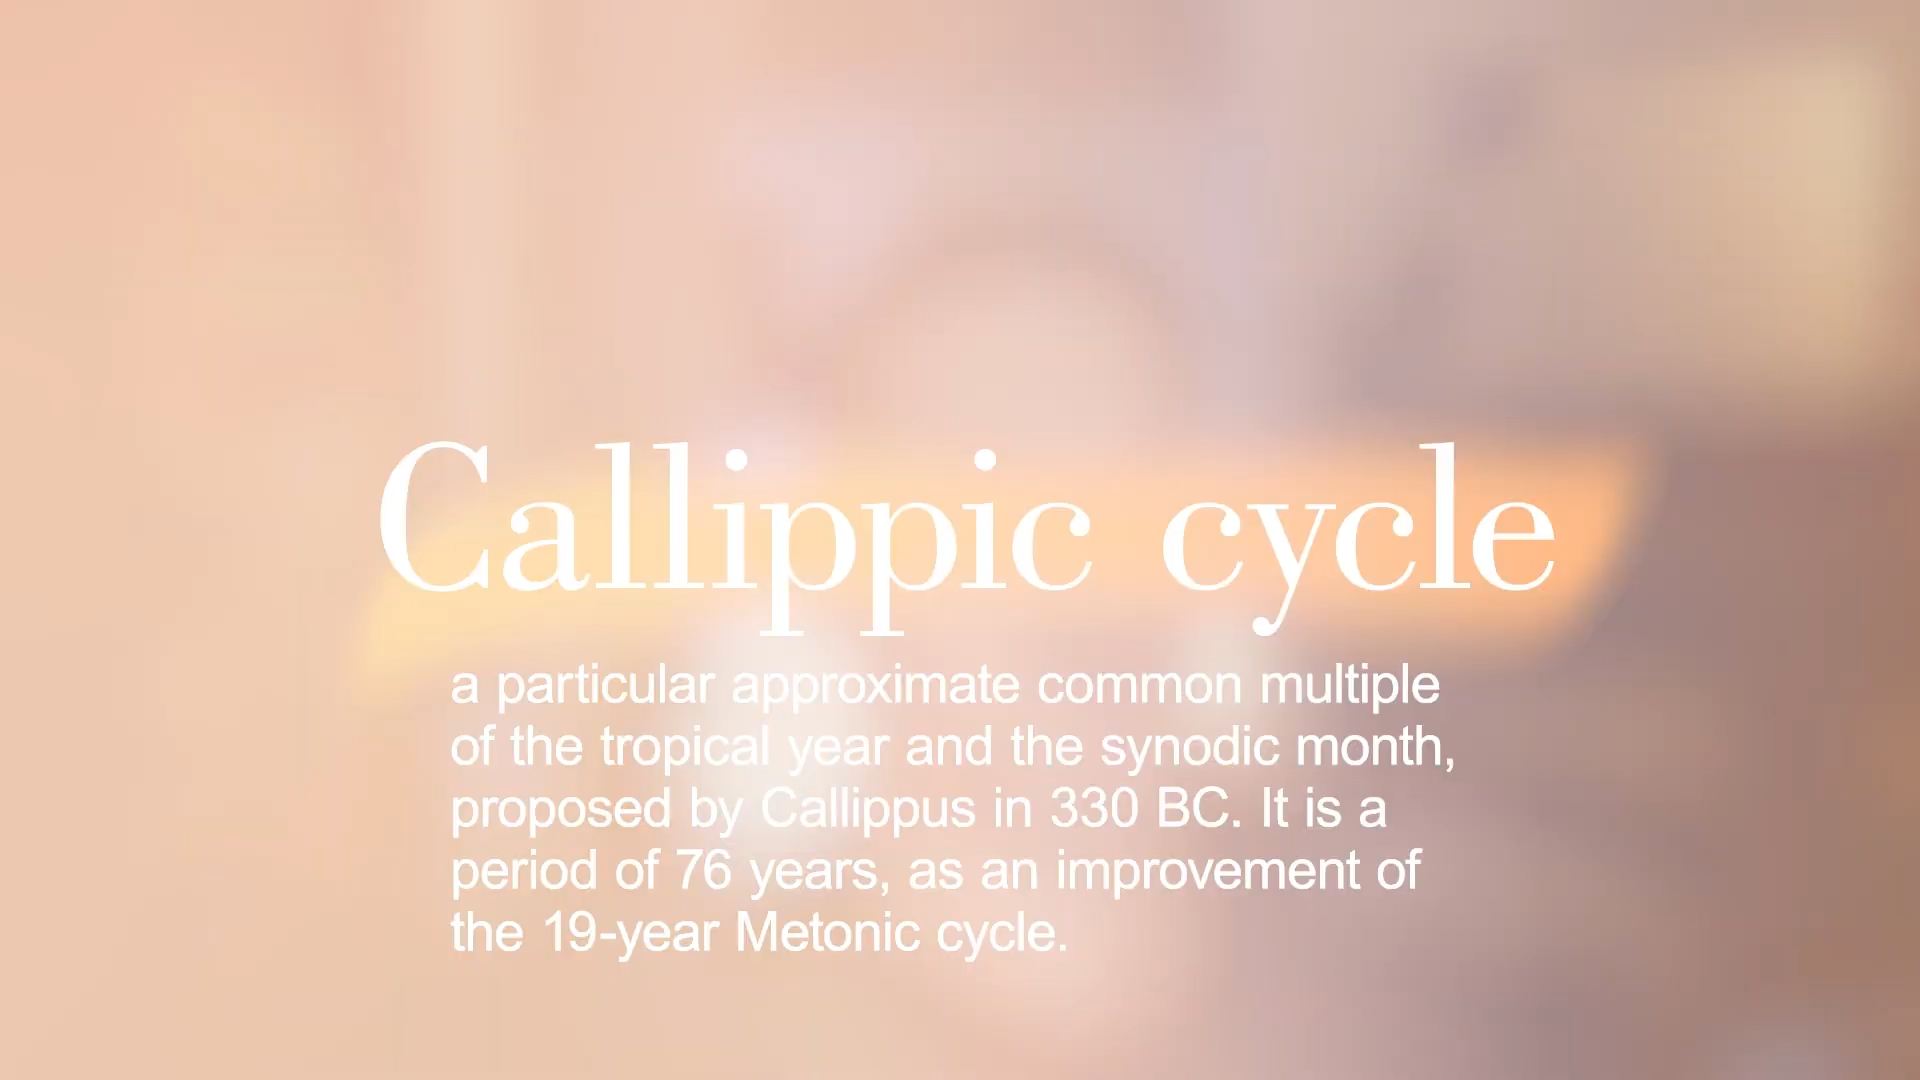 Callippic cycle
a particular approximate common multiple
of the tropical year and the synodic month,
proposed by Callippus in 330 BC. It is a
period of 76 years, as an improvement of
the 19-year Metonic cycle.